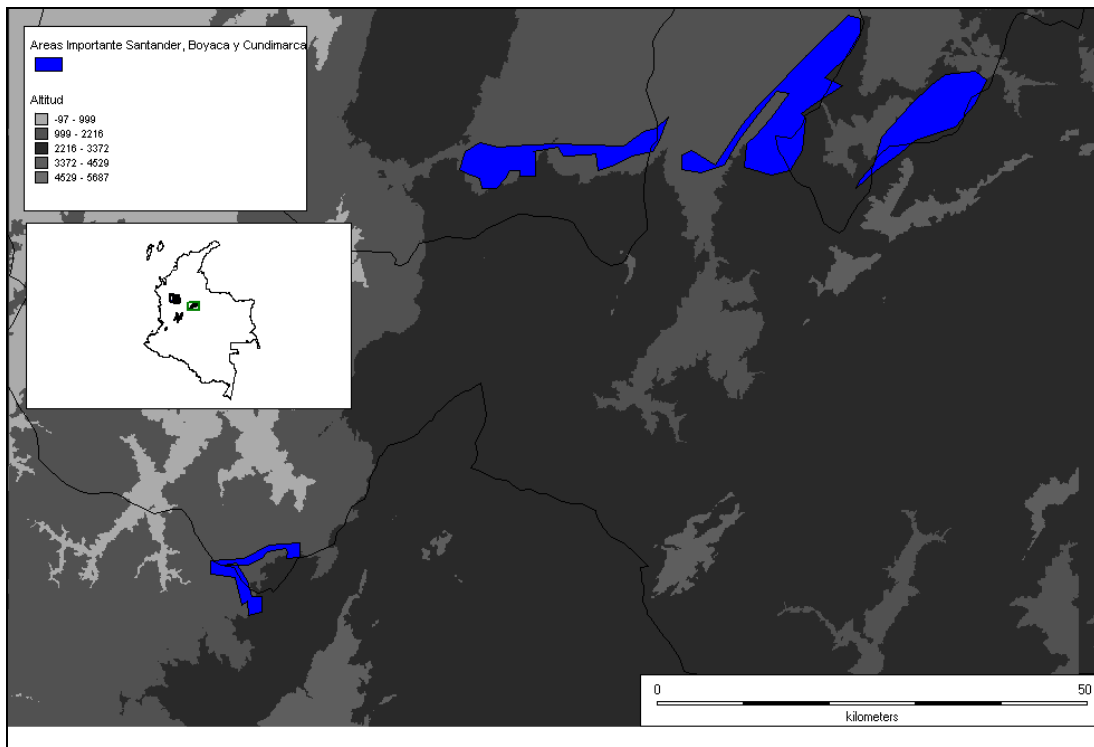 Areas Importante Santander, Boyaca y Cundimarca
Altitud
-97 - 999
999 - 2216
2216 - 3372
3372 - 4529
4529 - 5687
0 50
kilometers